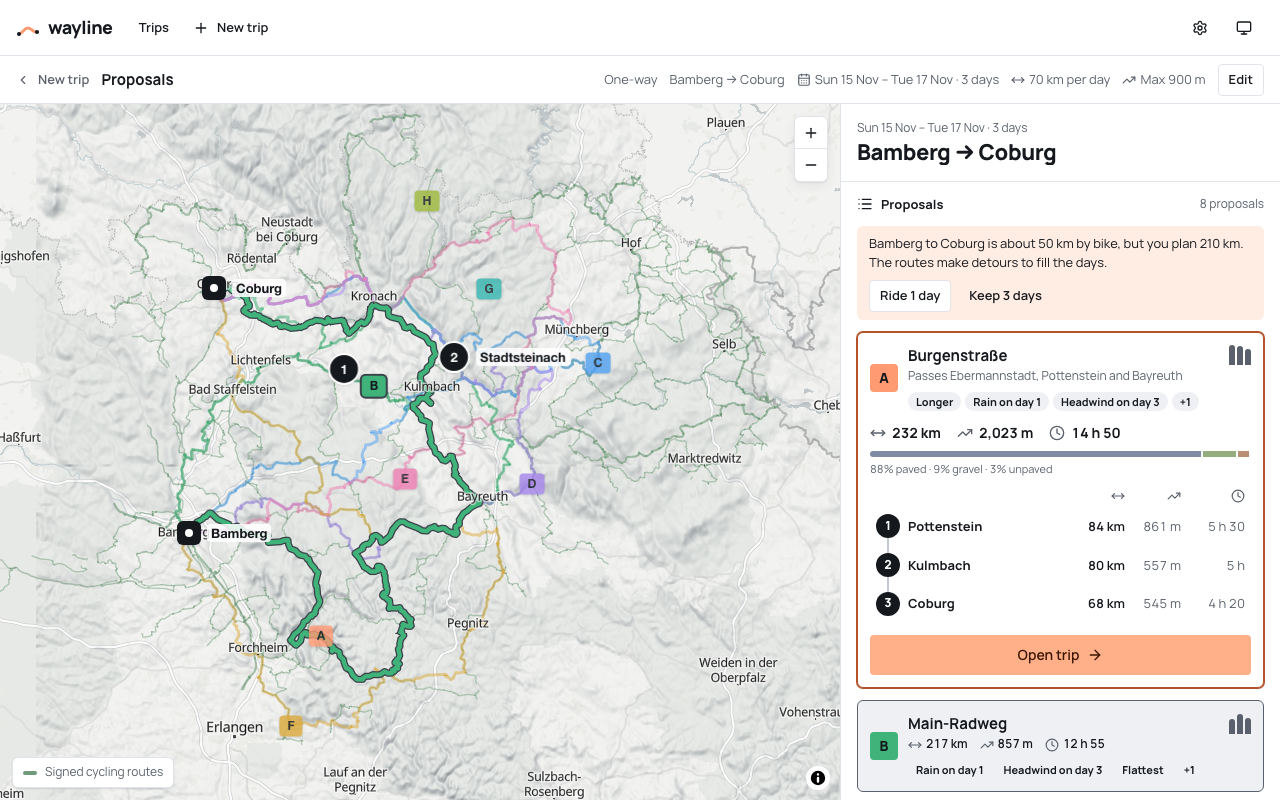 wayline
Trips
New trip
New trip
Proposals
One-way
Bamberg → Coburg
Sun 15 Nov – Tue 17 Nov · 3 days
70 km per day
Max 900 m
Edit
Plauen
+
−
H
Neustadt
bei Coburg
Hof
igshofen
Rödental
Coburg
Kronach
G
Münchberg
Selb
1
2
Stadtsteinach
C
Lichtenfels
B
Kulmbach
Bad Staffelstein
Cheb
Haßfurt
Marktredwitz
E
D
Bayreuth
Bamberg
Pegnitz
A
Forchheim
Weiden in der
Oberpfalz
Erlangen
F
Vohenstrau
Signed cycling routes
Lauf an der
Pegnitz
Sulzbach-
Rosenberg
heim
Sun 15 Nov – Tue 17 Nov · 3 days
Bamberg → Coburg
Proposals
8 proposals
Bamberg to Coburg is about 50 km by bike, but you plan 210 km.
The routes make detours to fill the days.
Ride 1 day
Keep 3 days
A
Burgenstraße
Passes Ebermannstadt, Pottenstein and Bayreuth
Longer
Rain on day 1
Headwind on day 3
+1
232 km
2,023 m
14 h 50
88% paved · 9% gravel · 3% unpaved
1 Pottenstein 84 km 861 m 5 h 30
2 Kulmbach 80 km 557 m 5 h
3 Coburg 68 km 545 m 4 h 20
Open trip →
B
Main-Radweg
217 km
857 m
12 h 55
Rain on day 1
Headwind on day 3
Flattest
+1